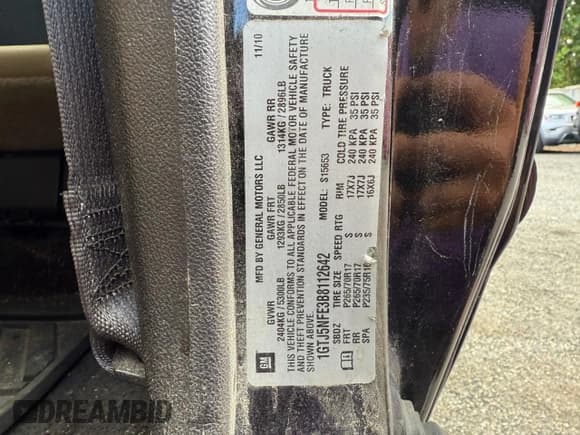 MFD BY GENERAL MOTORS LLC 11/10
GVWR GAWR FRT GAWR RR
2404KG / 5300LB 1293KG / 2850LB 1314KG / 2896LB
THIS VEHICLE CONFORMS TO ALL APPLICABLE FEDERAL MOTOR VEHICLE SAFETY
AND THEFT PREVENTION STANDARDS IN EFFECT ON THE DATE OF MANUFACTURE
SHOWN ABOVE.
1GTJ5NFE3B8112642 MODEL: S15653 TYPE: TRUCK
SBDZ TIRE SIZE SPEED RTG RIM COLD TIRE PRESSURE
FRT P265/70R17 S 17X7J 240 KPA 35 PSI
RR P265/70R17 S 17X7J 240 KPA 35 PSI
SPA P235/75R16 S 16X6J 240 KPA 35 PSI
GM
DREAMBID